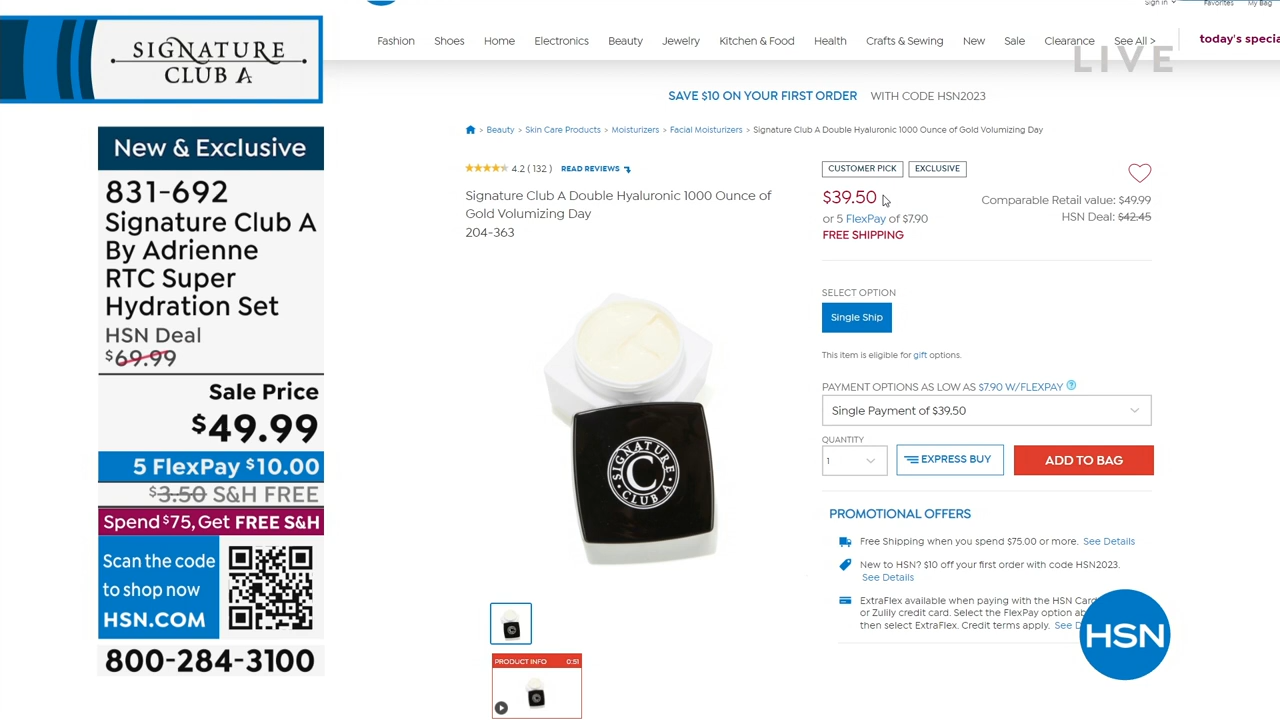 SIGNATURE
CLUB A
New & Exclusive
831-692
Signature Club A
By Adrienne
RTC Super
Hydration Set
HSN Deal
$69.99
Sale Price
$49.99
5 FlexPay $10.00
$3.50 S&H FREE
Spend $75, Get FREE S&H
Scan the code
to shop now
HSN.COM
800-284-3100
Sign in
Favorites
My Bag
Fashion Shoes Home Electronics Beauty Jewelry Kitchen & Food Health Crafts & Sewing New Sale Clearance See All > today's specia
LIVE
SAVE $10 ON YOUR FIRST ORDER WITH CODE HSN2023
> Beauty > Skin Care Products > Moisturizers > Facial Moisturizers > Signature Club A Double Hyaluronic 1000 Ounce of Gold Volumizing Day
4.2 ( 132 ) READ REVIEWS
Signature Club A Double Hyaluronic 1000 Ounce of
Gold Volumizing Day
204-363
SIGNATURE
C
CLUB A
PRODUCT INFO 0:51
CUSTOMER PICK EXCLUSIVE
$39.50
or 5 FlexPay of $7.90
FREE SHIPPING
Comparable Retail value: $49.99
HSN Deal: $42.45
SELECT OPTION
Single Ship
This item is eligible for gift options.
PAYMENT OPTIONS AS LOW AS $7.90 W/FLEXPAY ?
Single Payment of $39.50
QUANTITY
1
EXPRESS BUY
ADD TO BAG
PROMOTIONAL OFFERS
Free Shipping when you spend $75.00 or more. See Details
New to HSN? $10 off your first order with code HSN2023.
See Details
ExtraFlex available when paying with the HSN Card
or Zulily credit card. Select the FlexPay option ab
then select ExtraFlex. Credit terms apply. See D
HSN